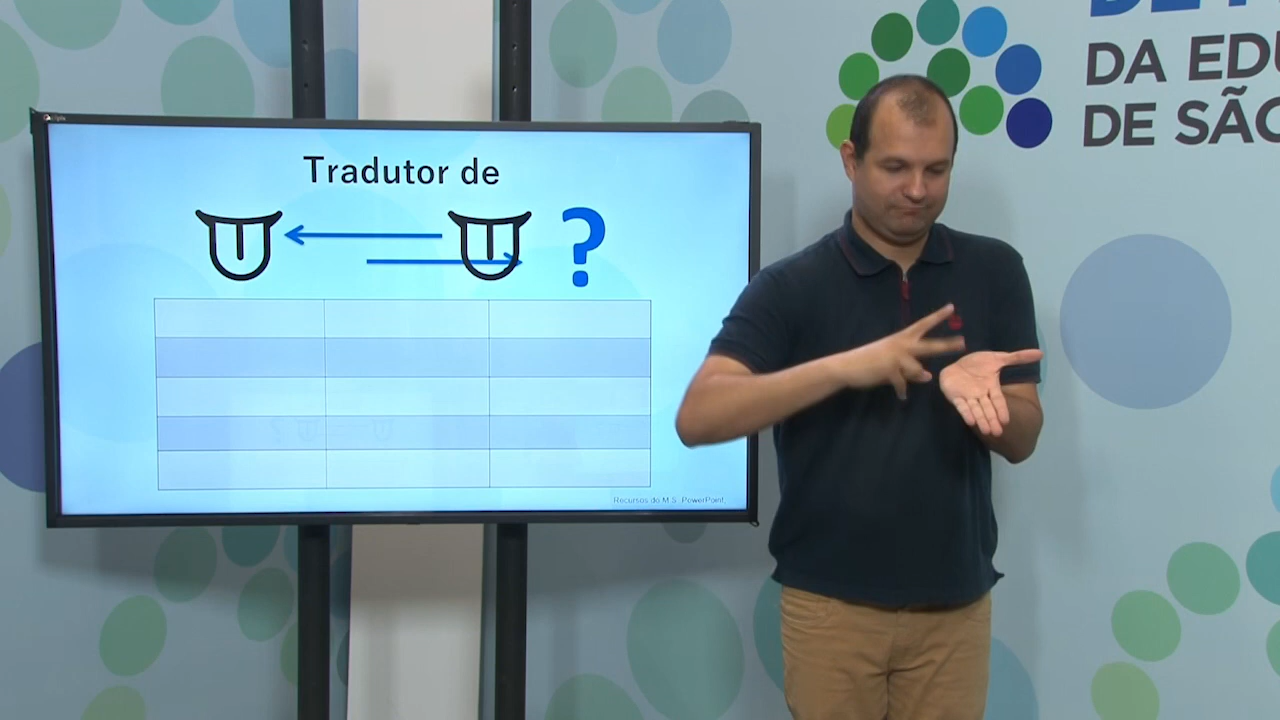 Tradutor de
?
DA EDU
DE SÃO
Recursos do M.S. PowerPoint.